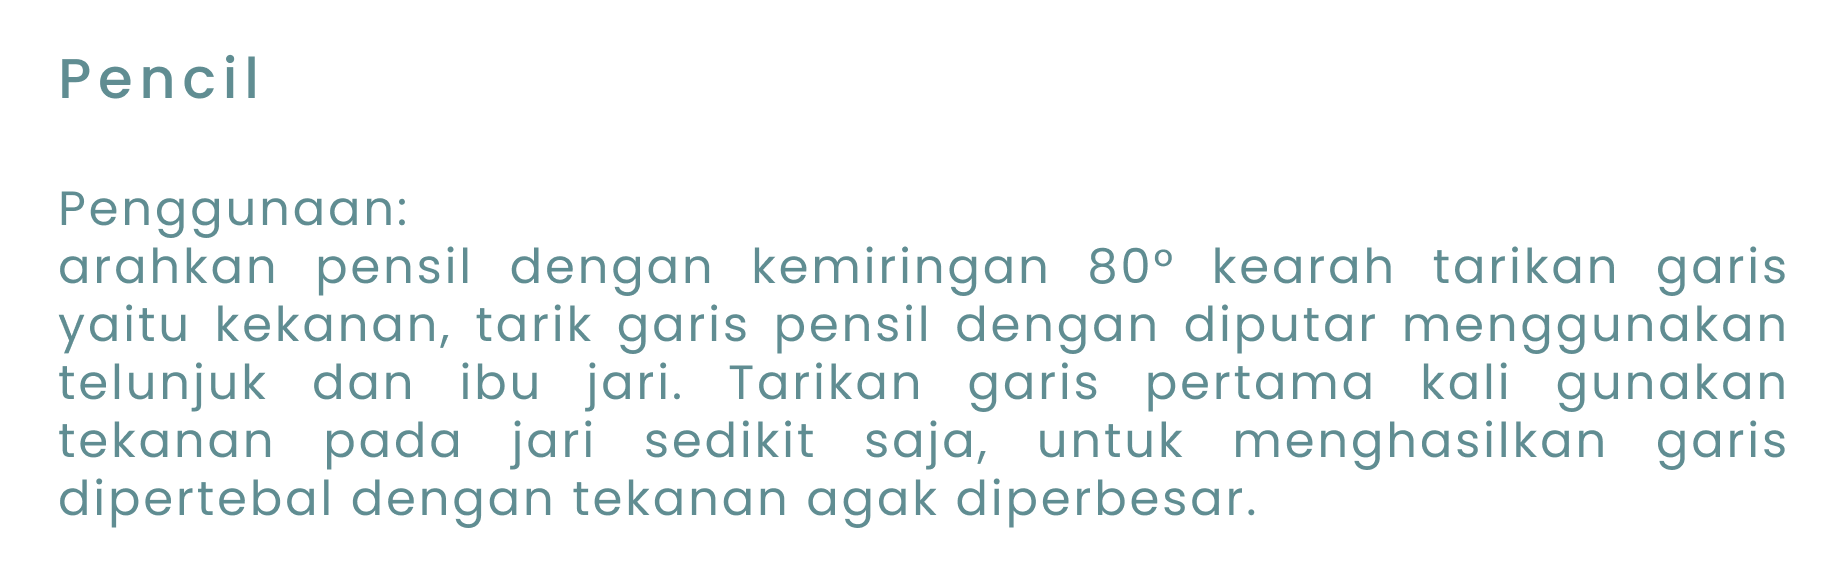 Pencil
Penggunaan:
arahkan pensil dengan kemiringan 80° kearah tarikan garis
yaitu kekanan, tarik garis pensil dengan diputar menggunakan
telunjuk dan ibu jari. Tarikan garis pertama kali gunakan
tekanan pada jari sedikit saja, untuk menghasilkan garis
dipertebal dengan tekanan agak diperbesar.